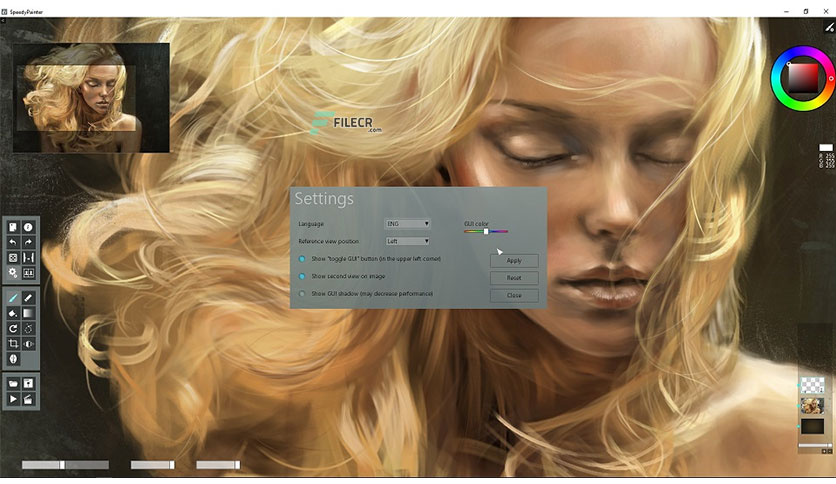 SpeedyPainter
FILECR
.com
Settings
Language
ENG
GUI color
Reference view position
Left
Show "toggle GUI" button (in the upper left corner)
Apply
Show second view on image
Reset
Show GUI shadow (may decrease performance)
Close
R: 255
G: 255
B: 255